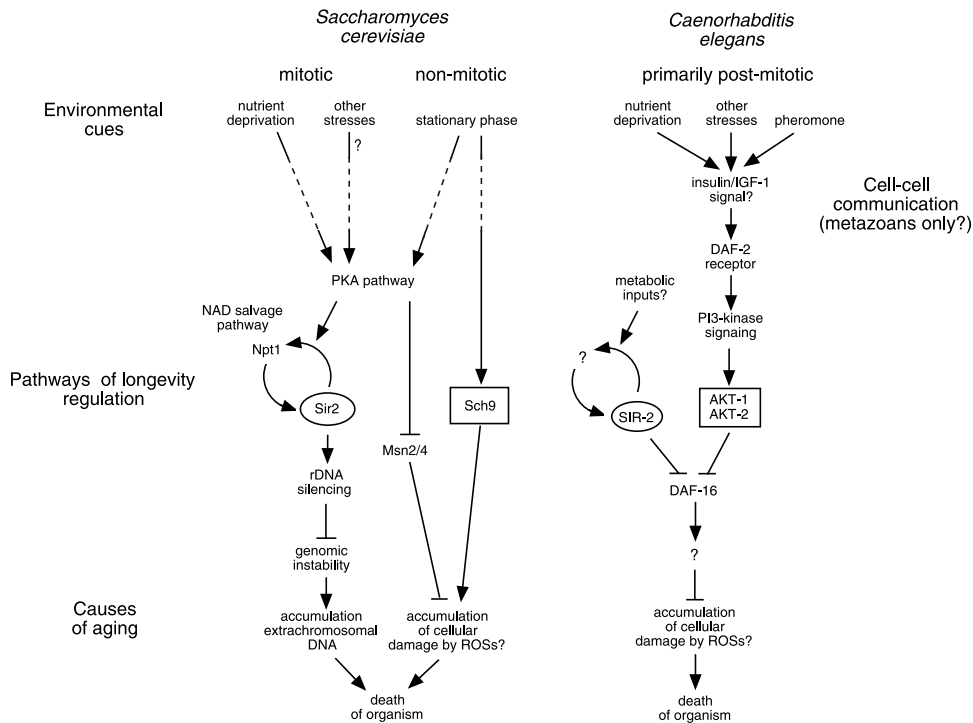 Saccharomyces
cerevisiae
Caenorhabditis
elegans
mitotic
non-mitotic
primarily post-mitotic
Environmental
cues
nutrient
deprivation
other
stresses
stationary phase
?
nutrient
deprivation
other
stresses
pheromone
insulin/IGF-1
signal?
Cell-cell
communication
(metazoans only?)
DAF-2
receptor
PKA pathway
metabolic
inputs?
NAD salvage
pathway
PI3-kinase
signaing
Npt1
?
Pathways of longevity
regulation
Sir2
Sch9
SIR-2
AKT-1
AKT-2
Msn2/4
rDNA
silencing
DAF-16
genomic
instability
?
Causes
of aging
accumulation
extrachromosomal
DNA
accumulation
of cellular
damage by ROSs?
accumulation
of cellular
damage by ROSs?
death
of organism
death
of organism